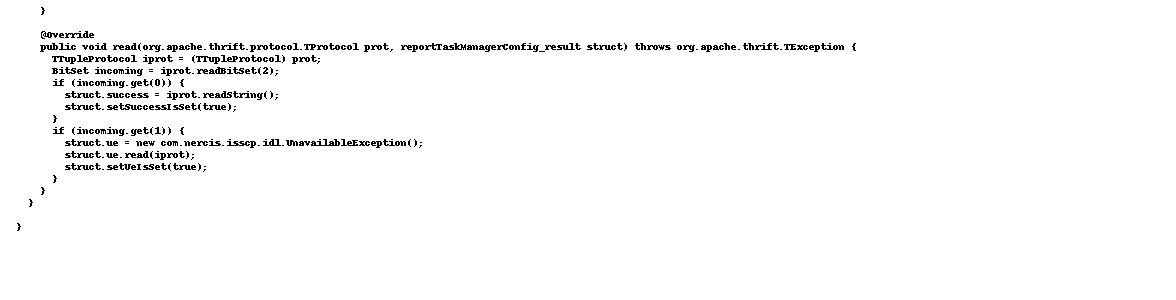 }
@Override
public void read(org.apache.thrift.protocol.TProtocol prot, reportTaskManagerConfig_result struct) throws org.apache.thrift.TException {
TTupleProtocol iprot = (TTupleProtocol) prot;
BitSet incoming = iprot.readBitSet(2);
if (incoming.get(0)) {
struct.success = iprot.readString();
struct.setSuccessIsSet(true);
}
if (incoming.get(1)) {
struct.ue = new com.nercis.isscp.idl.UnavailableException();
struct.ue.read(iprot);
struct.setUeIsSet(true);
}
}
}
}